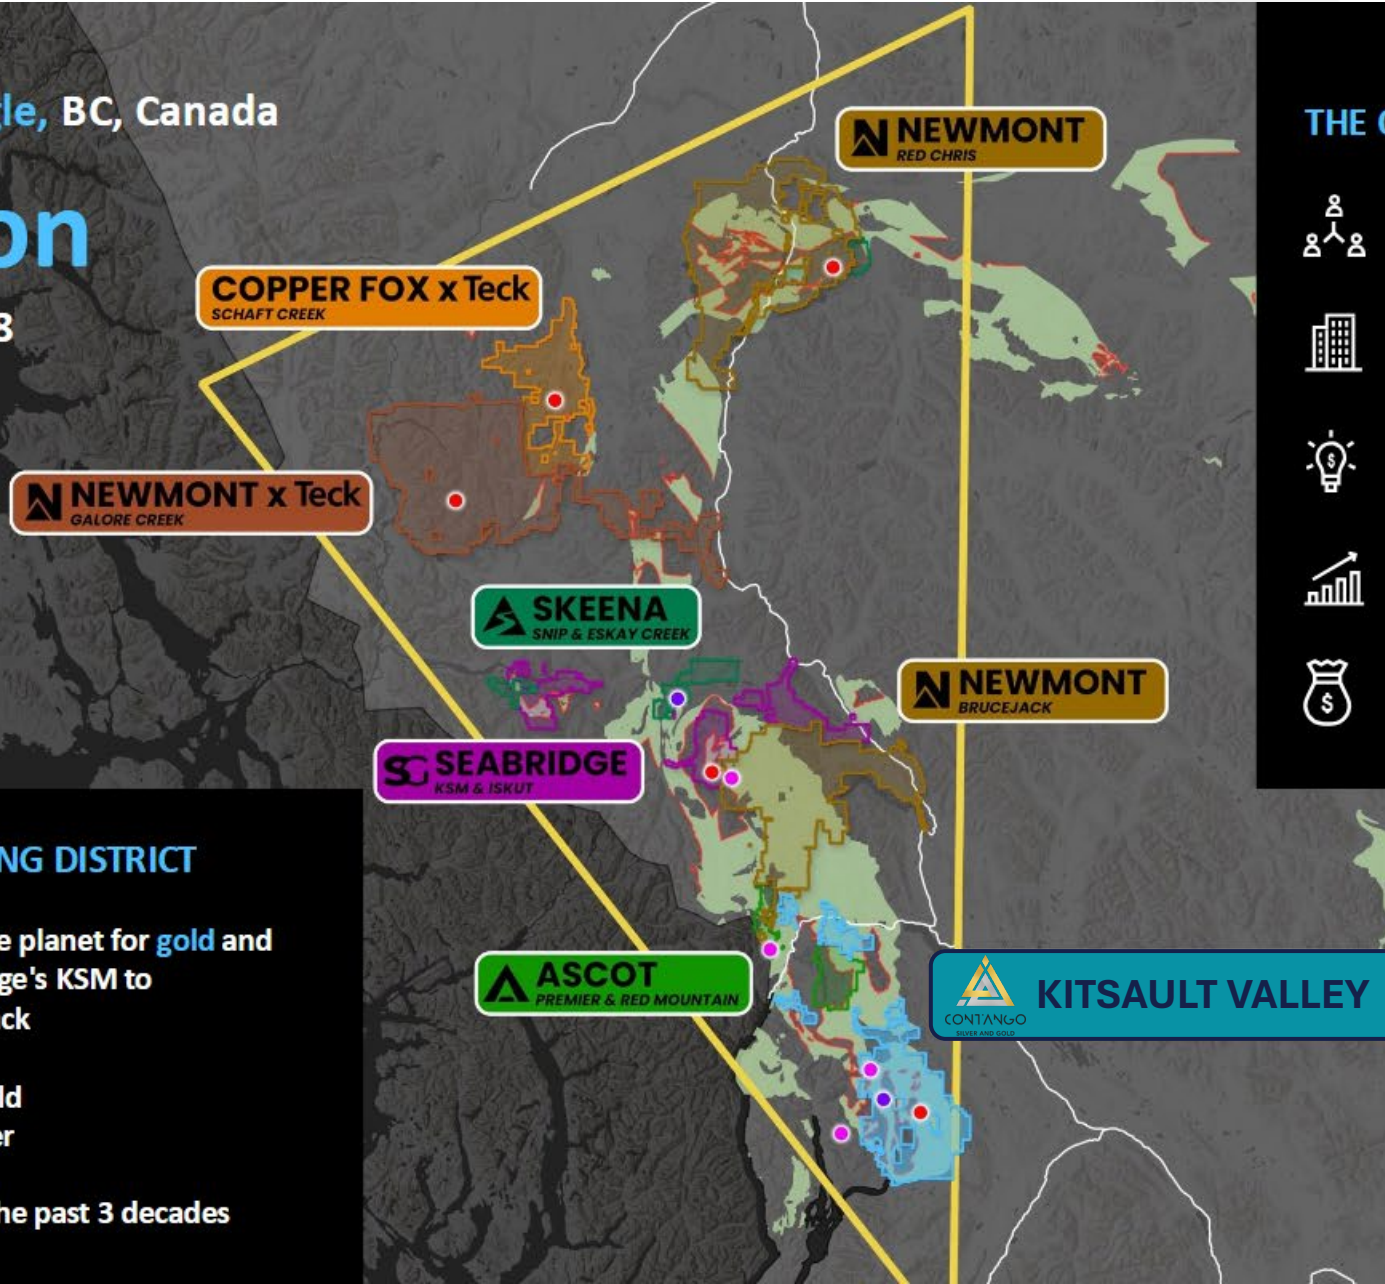 gle, BC, Canada
on
8
THE
NEWMONT
RED CHRIS
COPPER FOX x Teck
SCHAFT CREEK
NEWMONT x Teck
GALORE CREEK
SKEENA
SNIP & ESKAY CREEK
NEWMONT
BRUCEJACK
SEABRIDGE
KSM & ISKUT
ASCOT
PREMIER & RED MOUNTAIN
CONTANGO
SILVER AND GOLD
KITSAULT VALLEY
NG DISTRICT
e planet for gold and
ge's KSM to
ck
ld
er
he past 3 decades